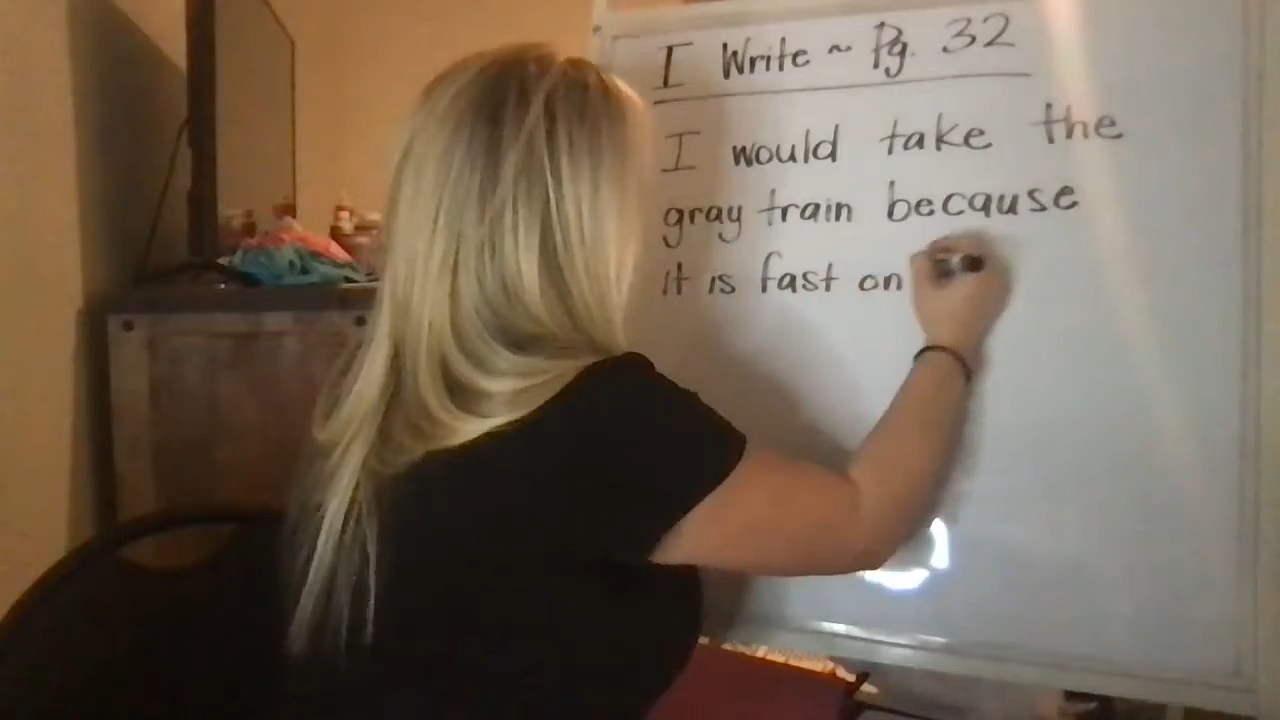 I Write ~ Pg. 32
I would take the
gray train because
it is fast on